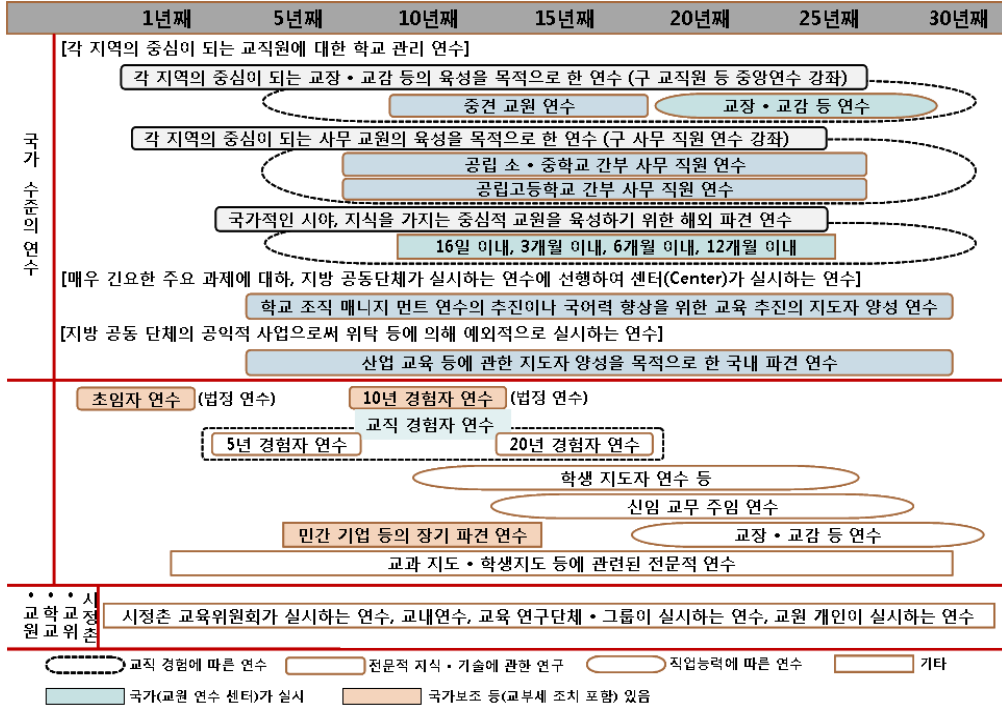 1년째 5년째 10년째 15년째 20년째 25년째 30년째
국가 수준의 연수
[각 지역의 중심이 되는 교직원에 대한 학교 관리 연수]
각 지역의 중심이 되는 교장・교감 등의 육성을 목적으로 한 연수 (구 교직원 등 중앙연수 강좌)
중견 교원 연수 교장・교감 등 연수
각 지역의 중심이 되는 사무 교원의 육성을 목적으로 한 연수 (구 사무 직원 연수 강좌)
공립 소・중학교 간부 사무 직원 연수
공립고등학교 간부 사무 직원 연수
국가적인 시야, 지식을 가지는 중심적 교원을 육성하기 위한 해외 파견 연수
16일 이내, 3개월 이내, 6개월 이내, 12개월 이내
[매우 긴요한 주요 과제에 대하, 지방 공동단체가 실시하는 연수에 선행하여 센터(Center)가 실시하는 연수]
학교 조직 매니지 먼트 연수의 추진이나 국어력 향상을 위한 교육 추진의 지도자 양성 연수
[지방 공동 단체의 공익적 사업으로써 위탁 등에 의해 예외적으로 실시하는 연수]
산업 교육 등에 관한 지도자 양성을 목적으로 한 국내 파견 연수
초임자 연수 (법정 연수) 10년 경험자 연수 (법정 연수)
교직 경험자 연수
5년 경험자 연수 20년 경험자 연수
학생 지도자 연수 등
신임 교무 주임 연수
민간 기업 등의 장기 파견 연수 교장・교감 등 연수
교과 지도・학생지도 등에 관련된 전문적 연수
시정촌
교위・
학교・
교원
시정촌 교육위원회가 실시하는 연수, 교내연수, 교육 연구단체・그룹이 실시하는 연수, 교원 개인이 실시하는 연수
교직 경험에 따른 연수 전문적 지식・기술에 관한 연구 직업능력에 따른 연수 기타
국가(교원 연수 센터)가 실시 국가보조 등(교부세 조치 포함) 있음